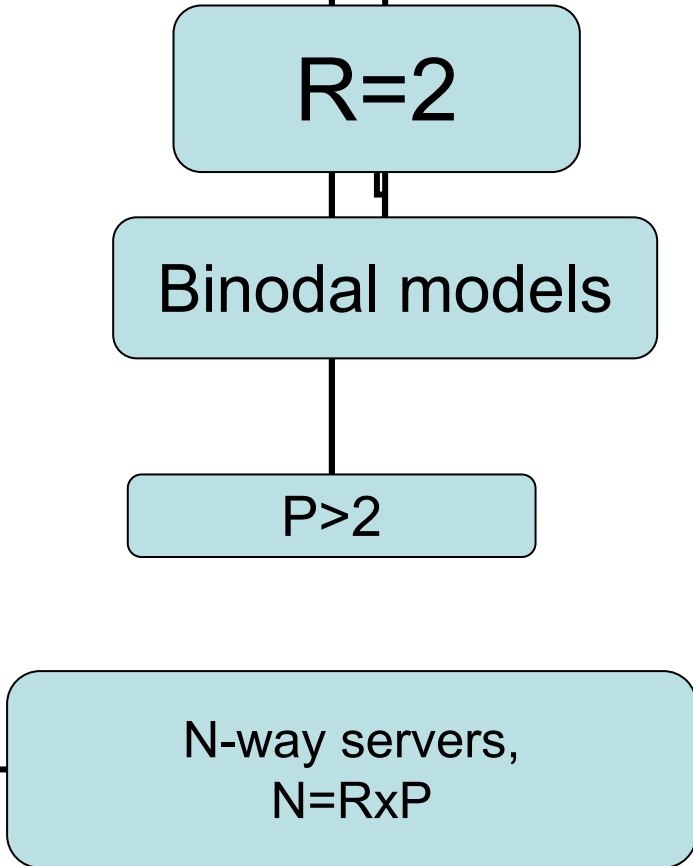 R=2
Binodal models
P>2
N-way servers,
N=RxP